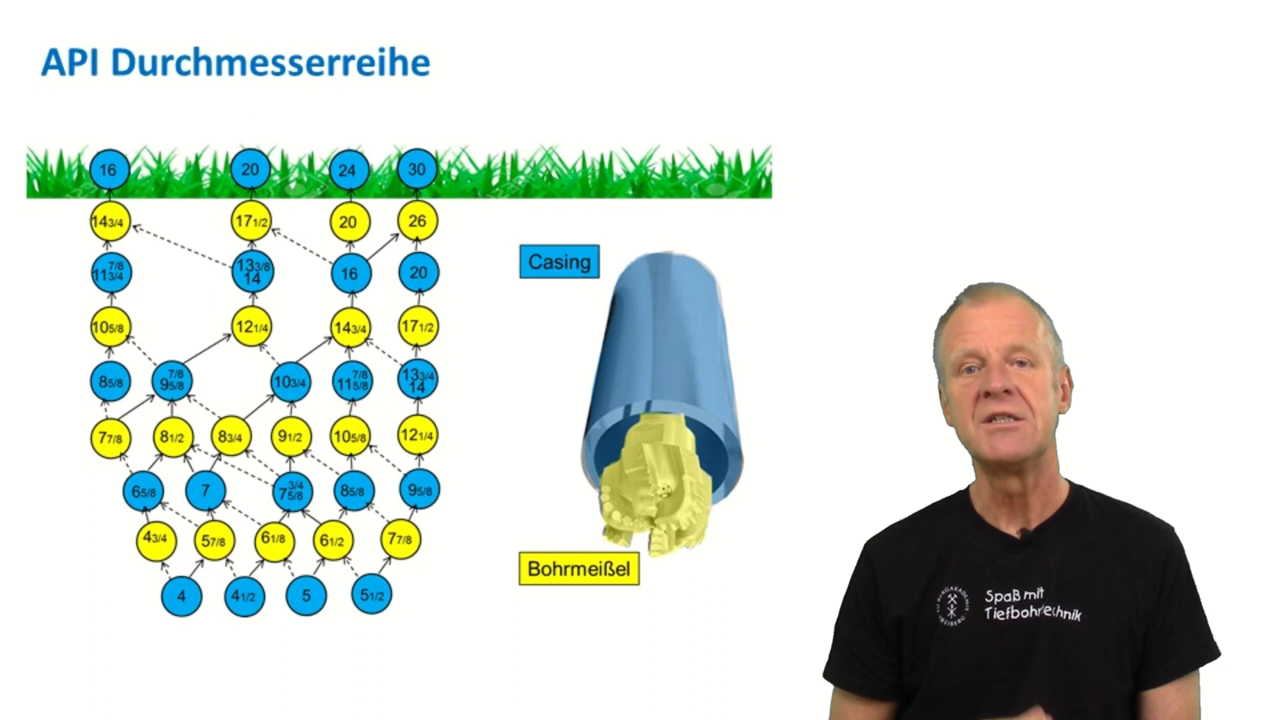 API Durchmesserreihe
16 20 24 30
14 3/4 17 1/2 20 26
11 7/8 3/4 13 3/8 14 16 20
Casing
10 5/8 12 1/4 14 3/4 17 1/2
8 5/8 9 7/8 5/8 10 3/4 11 7/8 5/8 13 3/4 14
7 7/8 8 1/2 8 3/4 9 1/2 10 5/8 12 1/4
6 5/8 7 7 3/4 5/8 8 5/8 9 5/8
4 3/4 5 7/8 6 1/8 6 1/2 7 7/8
Bohrmeißel
4 4 1/2 5 5 1/2
Spaß mit
Tiefbohrtechnik